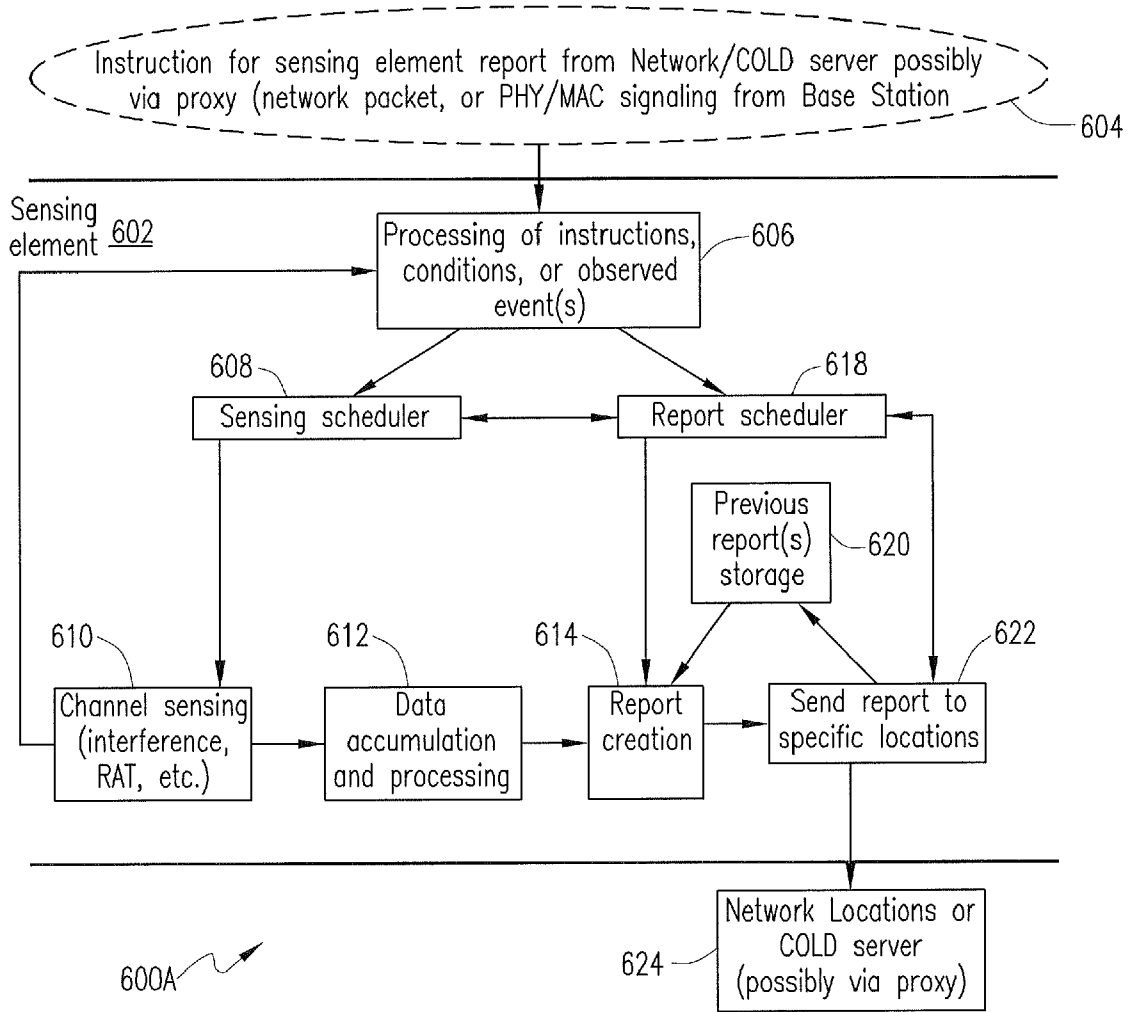 Instruction for sensing element report from Network/COLD server possibly
via proxy (network packet, or PHY/MAC signaling from Base Station
604
Sensing
element 602
Processing of instructions,
conditions, or observed
event(s)
606
608
618
Sensing scheduler
Report scheduler
Previous
report(s)
storage
620
610
612
614
622
Channel sensing
(interference,
RAT, etc.)
Data
accumulation
and processing
Report
creation
Send report to
specific locations
Network Locations or
COLD server
(possibly via proxy)
624
600A